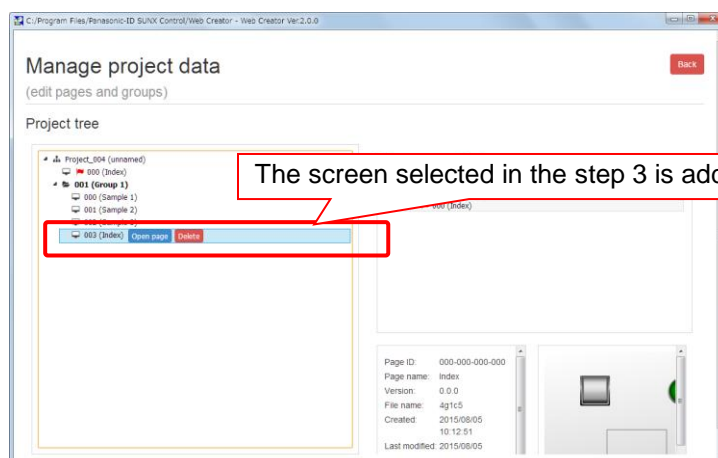 C:/Program Files/Panasonic-ID SUNX Control/Web Creator - Web Creator Ver.2.0.0
Manage project data
Back
(edit pages and groups)
Project tree
Project_004 (unnamed)
000 (Index)
001 (Group 1)
000 (Sample 1)
001 (Sample 2)
003 (Index) Open page Delete
The screen selected in the step 3 is add
000 (Index)
Page ID: 000-000-000-000
Page name: Index
Version: 0.0.0
File name: 4g1c5
Created: 2015/08/05
10:12:51
Last modified: 2015/08/05